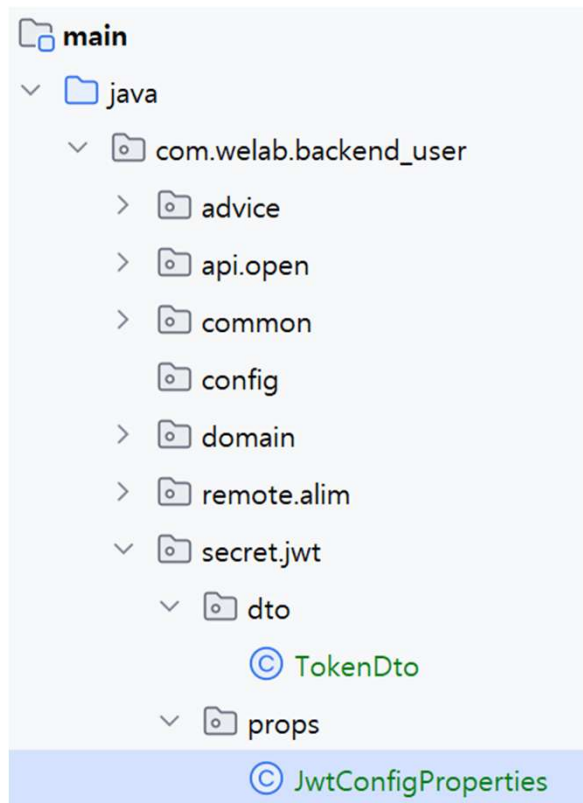 main
java
com.welab.backend_user
advice
api.open
common
config
domain
remote.alim
secret.jwt
dto
C TokenDto
props
C JwtConfigProperties